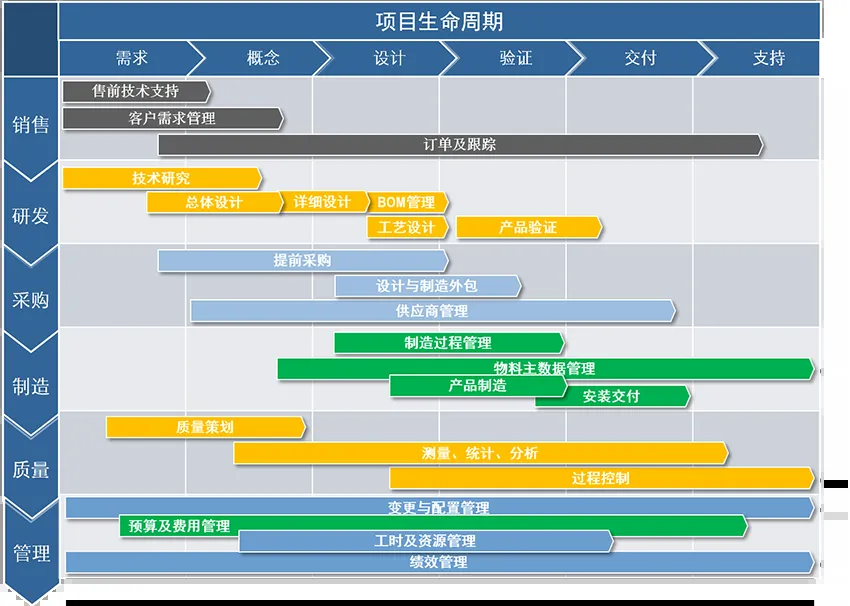 项目生命周期
需求 概念 设计 验证 交付 支持
销售
售前技术支持
客户需求管理
订单及跟踪
研发
技术研究
总体设计 详细设计 BOM管理
工艺设计 产品验证
采购
提前采购
设计与制造外包
供应商管理
制造
制造过程管理
物料主数据管理
产品制造
安装交付
质量
质量策划
测量、统计、分析
过程控制
管理
变更与配置管理
预算及费用管理
工时及资源管理
绩效管理